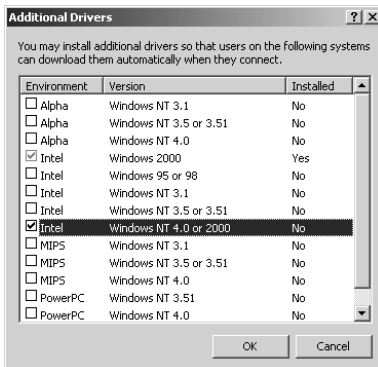 Additional Drivers
You may install additional drivers so that users on the following systems
can download them automatically when they connect.
Environment Version Installed
Alpha Windows NT 3.1 No
Alpha Windows NT 3.5 or 3.51 No
Alpha Windows NT 4.0 No
Intel Windows 2000 Yes
Intel Windows 95 or 98 No
Intel Windows NT 3.1 No
Intel Windows NT 3.5 or 3.51 No
Intel Windows NT 4.0 or 2000 No
MIPS Windows NT 3.1 No
MIPS Windows NT 3.5 or 3.51 No
MIPS Windows NT 4.0 No
PowerPC Windows NT 3.51 No
PowerPC Windows NT 4.0 No
OK Cancel